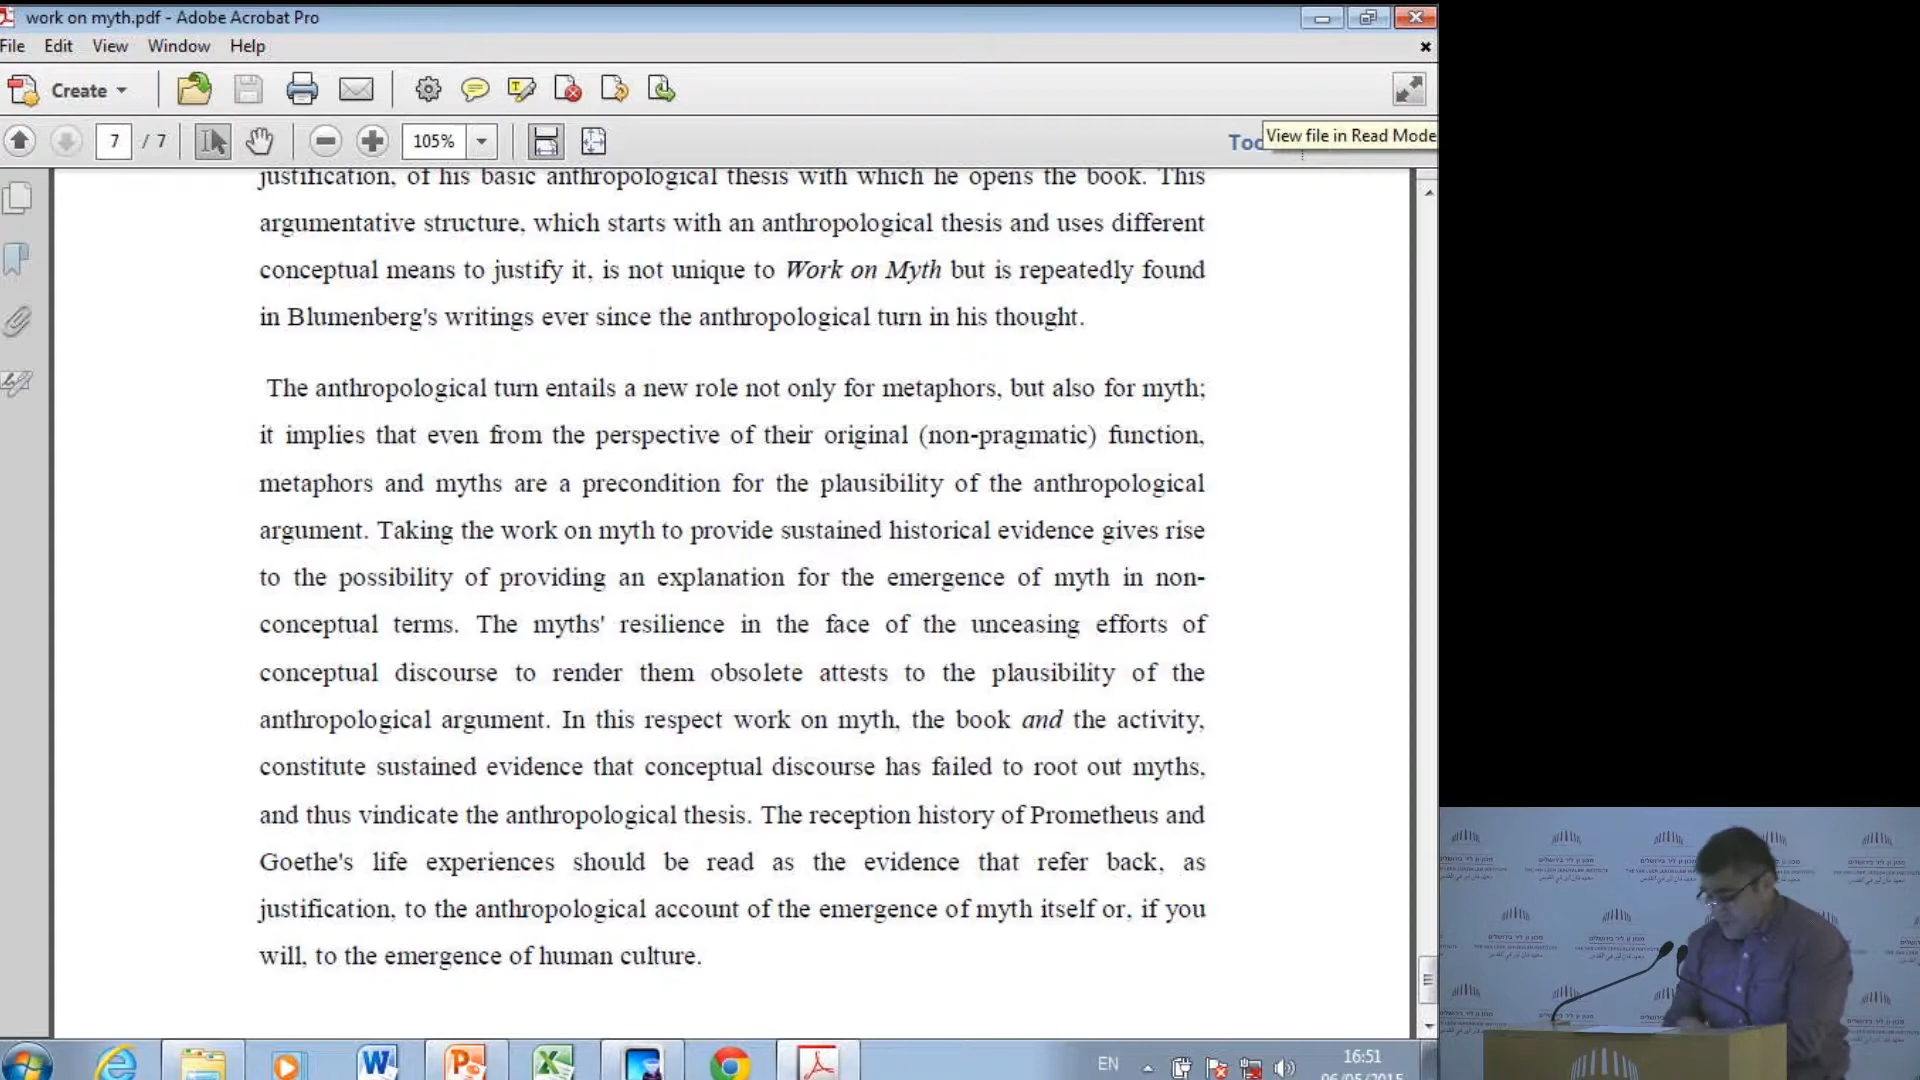 work on myth.pdf - Adobe Acrobat Pro
File Edit View Window Help
Create
7 / 7
105%
View file in Read Mode
justification, of his basic anthropological thesis with which he opens the book. This
argumentative structure, which starts with an anthropological thesis and uses different
conceptual means to justify it, is not unique to Work on Myth but is repeatedly found
in Blumenberg's writings ever since the anthropological turn in his thought.
The anthropological turn entails a new role not only for metaphors, but also for myth;
it implies that even from the perspective of their original (non-pragmatic) function,
metaphors and myths are a precondition for the plausibility of the anthropological
argument. Taking the work on myth to provide sustained historical evidence gives rise
to the possibility of providing an explanation for the emergence of myth in non-
conceptual terms. The myths' resilience in the face of the unceasing efforts of
conceptual discourse to render them obsolete attests to the plausibility of the
anthropological argument. In this respect work on myth, the book and the activity,
constitute sustained evidence that conceptual discourse has failed to root out myths,
and thus vindicate the anthropological thesis. The reception history of Prometheus and
Goethe's life experiences should be read as the evidence that refer back, as
justification, to the anthropological account of the emergence of myth itself or, if you
will, to the emergence of human culture.
EN
16:51
06/05/2015